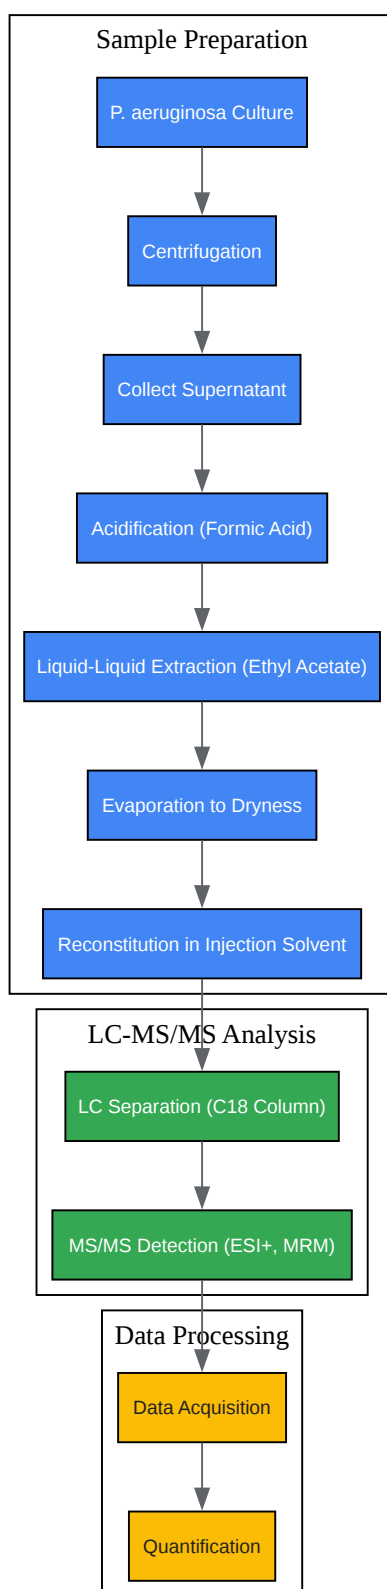 Sample Preparation
P. aeruginosa Culture
Centrifugation
Collect Supernatant
Acidification (Formic Acid)
Liquid-Liquid Extraction (Ethyl Acetate)
Evaporation to Dryness
Reconstitution in Injection Solvent
LC-MS/MS Analysis
LC Separation (C18 Column)
MS/MS Detection (ESI+, MRM)
Data Processing
Data Acquisition
Quantification